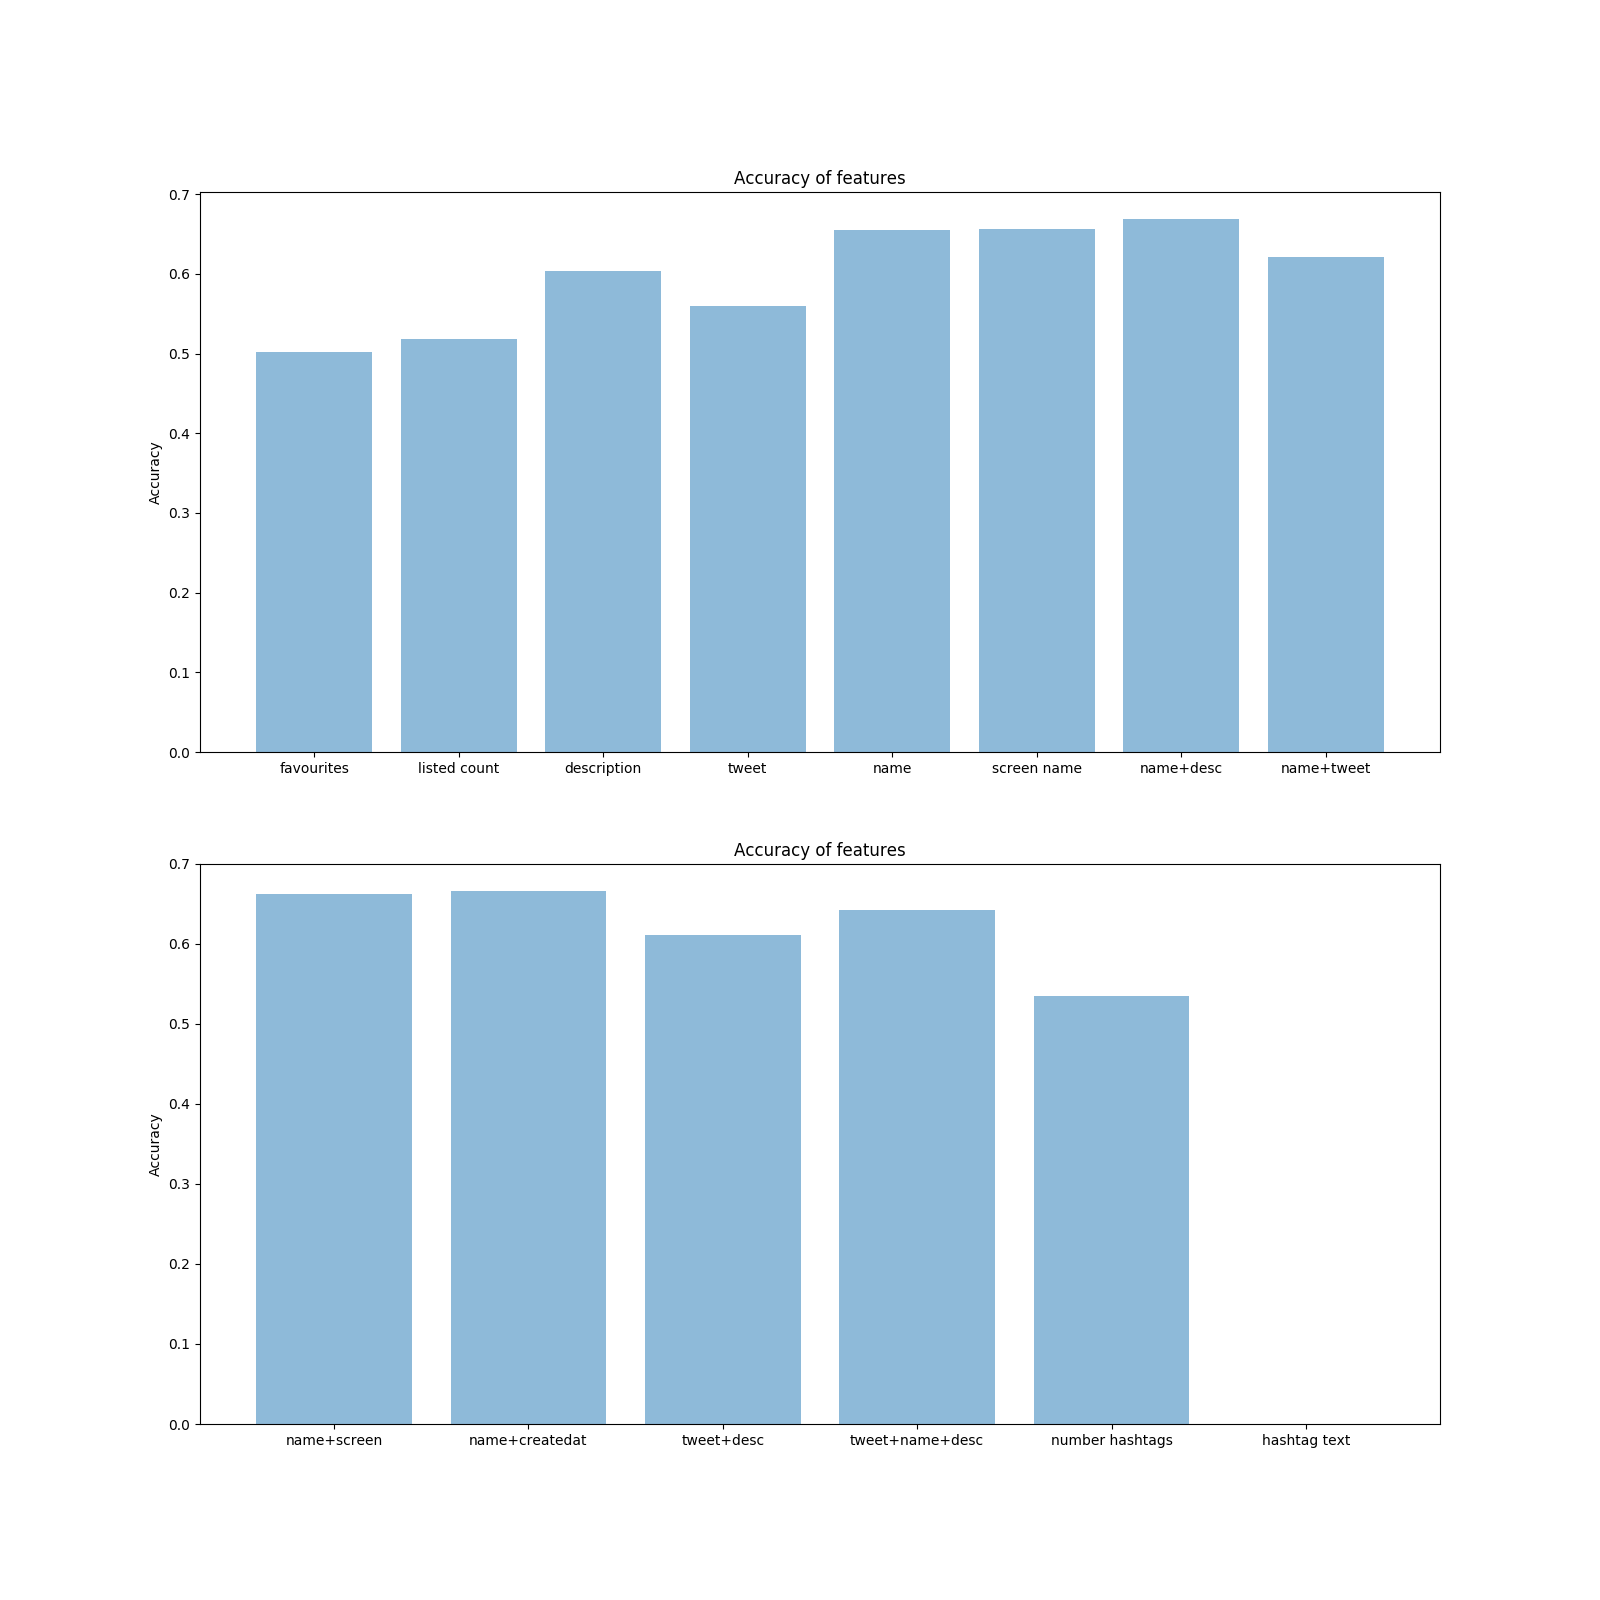 Accuracy of features
0.7
0.6
0.5
0.4
0.3
0.2
0.1
0.0
Accuracy
favourites listed count description tweet name screen name name+desc name+tweet
Accuracy of features
0.7
0.6
0.5
0.4
0.3
0.2
0.1
0.0
Accuracy
name+screen name+createdat tweet+desc tweet+name+desc number hashtags hashtag text